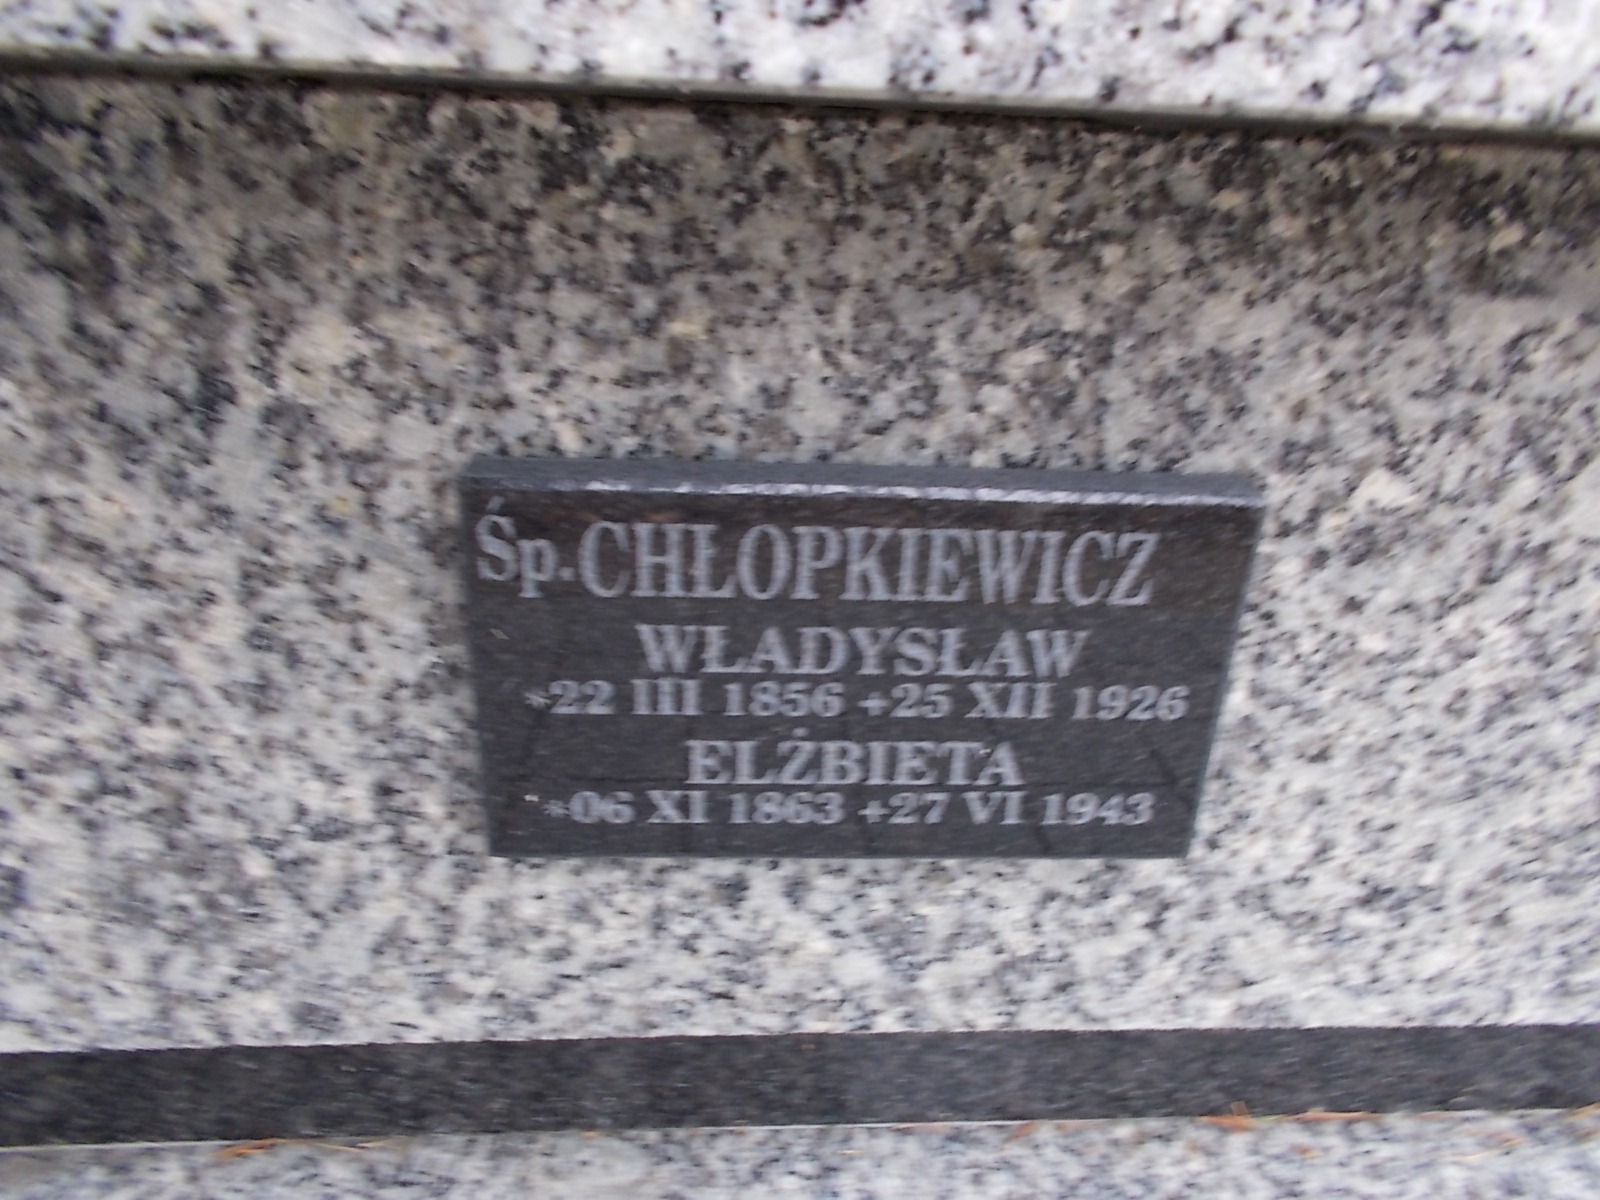 Śp. CHŁOPKIEWICZ
WŁADYSŁAW
*22 III 1856 +25 XII 1926
ELŻBIETA
*06 XI 1863 +27 VI 1943